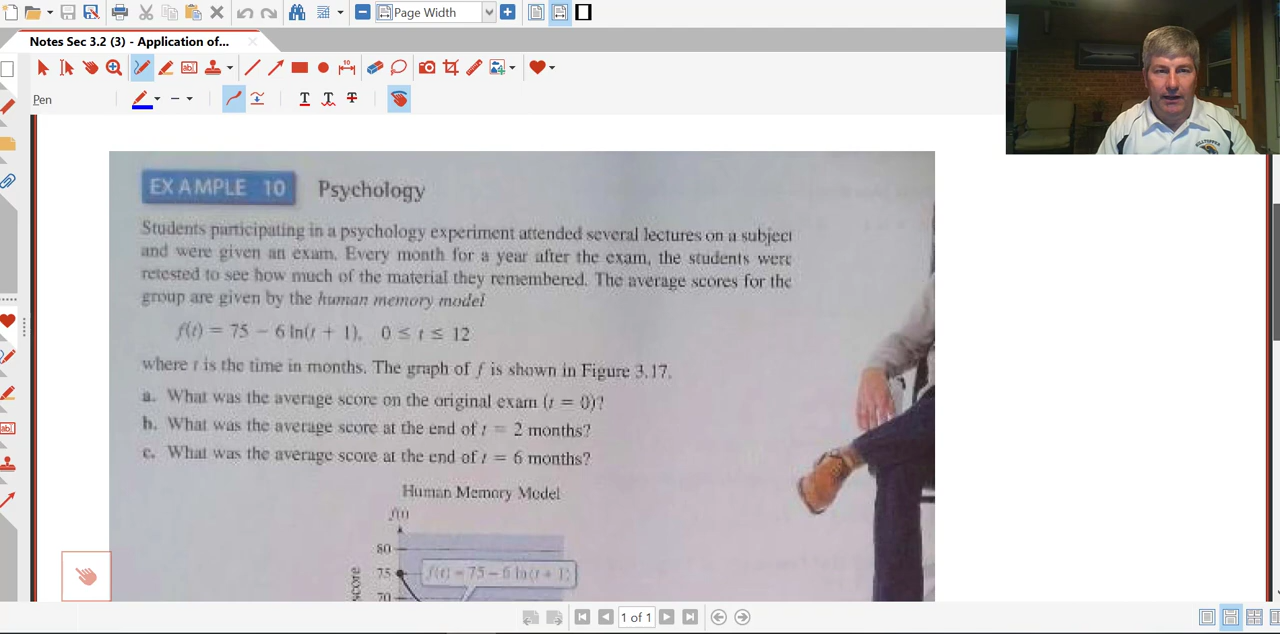 Page Width
Notes Sec 3.2 (3) - Application of...
Pen
EXAMPLE 10 Psychology
Students participating in a psychology experiment attended several lectures on a subject
and were given an exam. Every month for a year after the exam, the students were
retested to see how much of the material they remembered. The average scores for the
group are given by the human memory model
f(t) = 75 − 6 ln(t + 1), 0 ≤ t ≤ 12
where t is the time in months. The graph of f is shown in Figure 3.17.
a. What was the average score on the original exam (t = 0)?
b. What was the average score at the end of t = 2 months?
c. What was the average score at the end of t = 6 months?
Human Memory Model
f(t)
80
75
f(t) = 75 − 6 ln(t + 1)
70
score
1 of 1